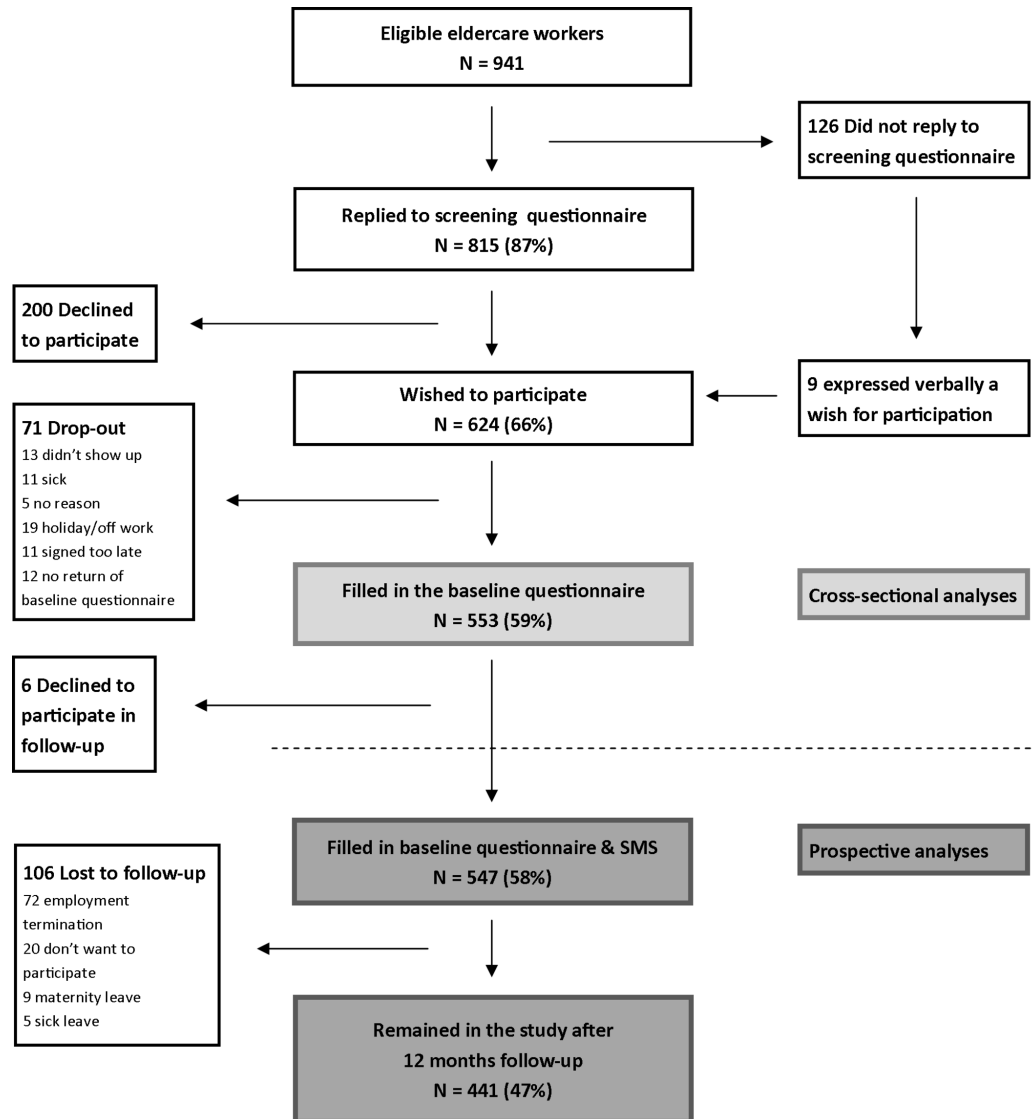 Eligible eldercare workers
N = 941
126 Did not reply to
screening questionnaire
Replied to screening questionnaire
N = 815 (87%)
200 Declined
to participate
Wished to participate
N = 624 (66%)
9 expressed verbally a
wish for participation
71 Drop-out
13 didn't show up
11 sick
5 no reason
19 holiday/off work
11 signed too late
12 no return of
baseline questionnaire
Filled in the baseline questionnaire
N = 553 (59%)
Cross-sectional analyses
6 Declined to
participate in
follow-up
Filled in baseline questionnaire & SMS
N = 547 (58%)
Prospective analyses
106 Lost to follow-up
72 employment
termination
20 don't want to
participate
9 maternity leave
5 sick leave
Remained in the study after
12 months follow-up
N = 441 (47%)